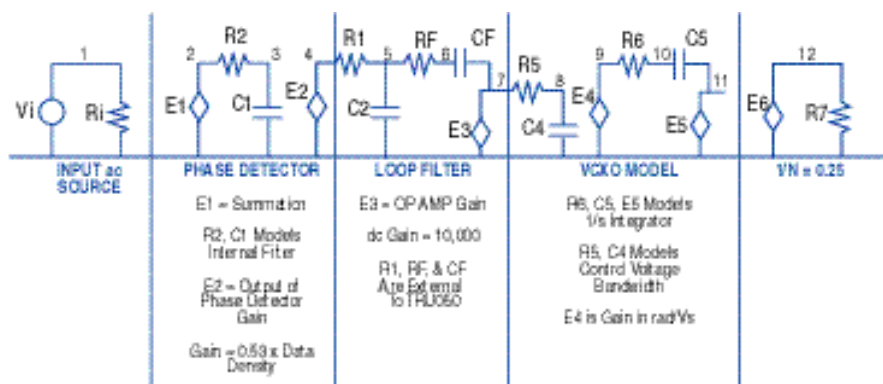 1
2
R2
3
4
R1
5
RF
6
CF
7
R5
8
9
R6
10
C5
11
12
Vi
Ri
E1
C1
E2
C2
E3
C4
E4
E5
E6
R7
INPUT ac
SOURCE
PHASE DETECTOR
LOOP FILTER
VCXO MODEL
1/N = 0.25
E1 = Summation
R2, C1 Models
Internal Filter
E2 = Output of
Phase Detector
Gain
Gain = 0.53 x Data
Density
E3 = OP AMP Gain
dc Gain = 10,000
R1, RF, & CF
Are External
To TRU050
R6, C5, E5 Models
1/s Integrator
R5, C4 Models
Control Voltage
Bandwidth
E4 is Gain in rad/Vs